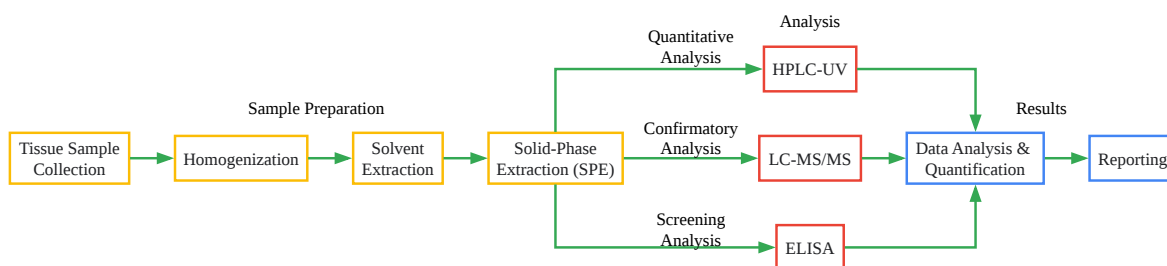 Analysis
Quantitative
Analysis
HPLC-UV
Sample Preparation
Results
Tissue Sample
Collection
Homogenization
Solvent
Extraction
Solid-Phase
Extraction (SPE)
Confirmatory
Analysis
LC-MS/MS
Data Analysis &
Quantification
Reporting
Screening
Analysis
ELISA